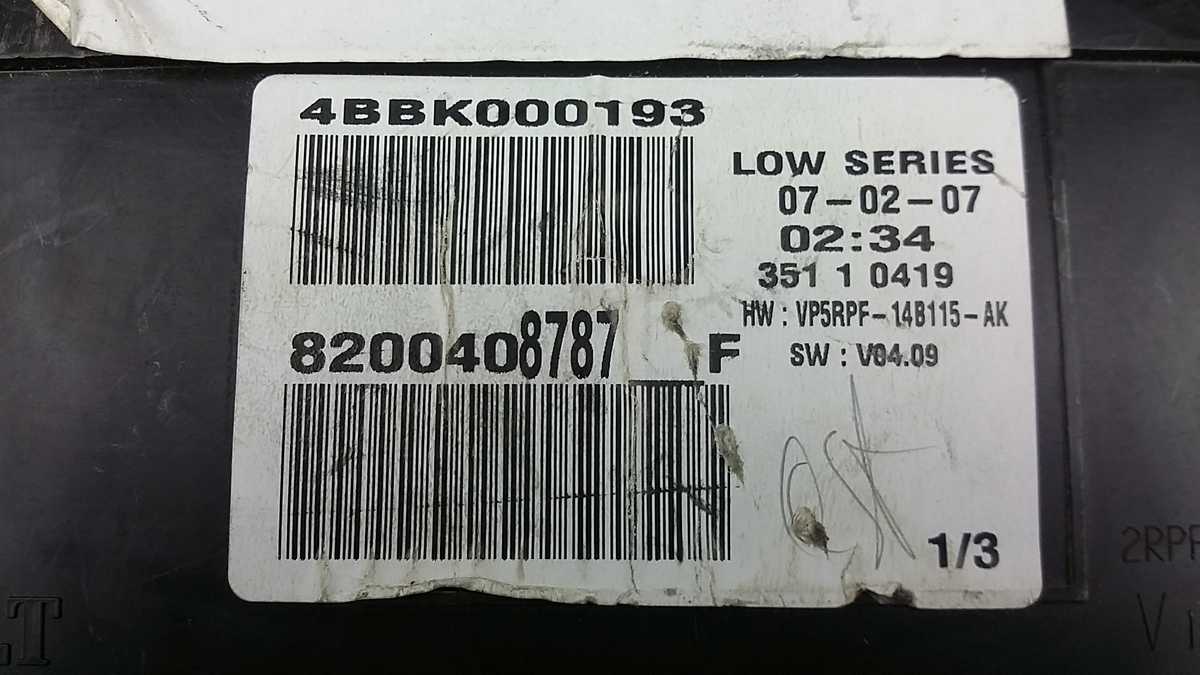 4BBK000193
LOW SERIES
07-02-07
02:34
351 1 0419
HW : VP5RPF-14B115-AK
SW : V04.09
8200408787 F
1/3